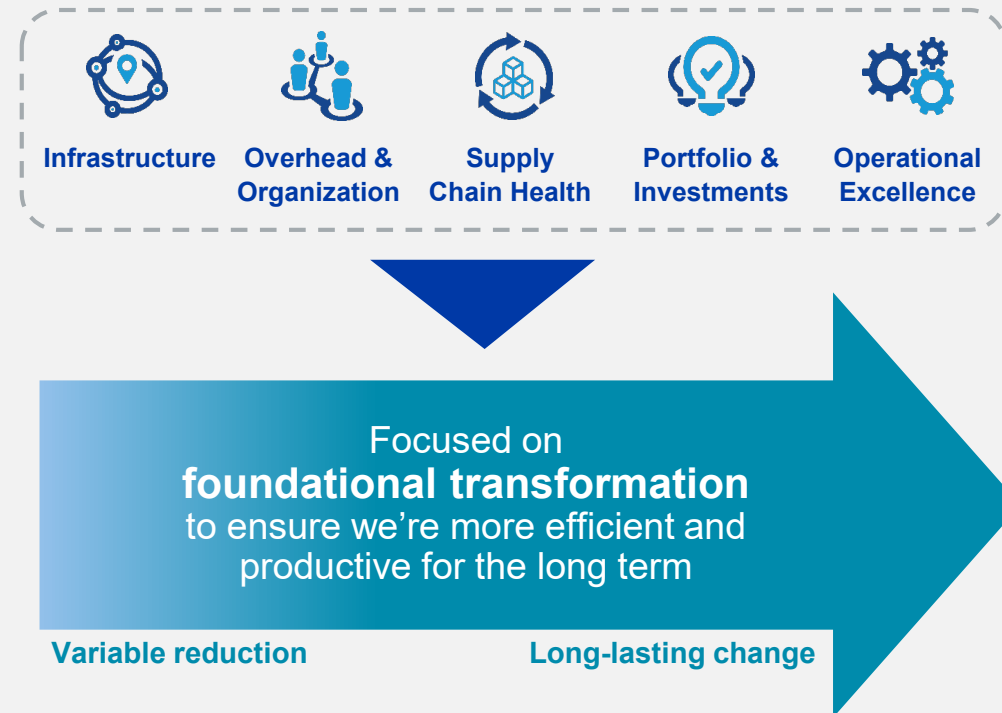 Infrastructure
Overhead &
Organization
Supply
Chain Health
Portfolio &
Investments
Operational
Excellence
Focused on
foundational transformation
to ensure we’re more efficient and
productive for the long term
Variable reduction
Long-lasting change